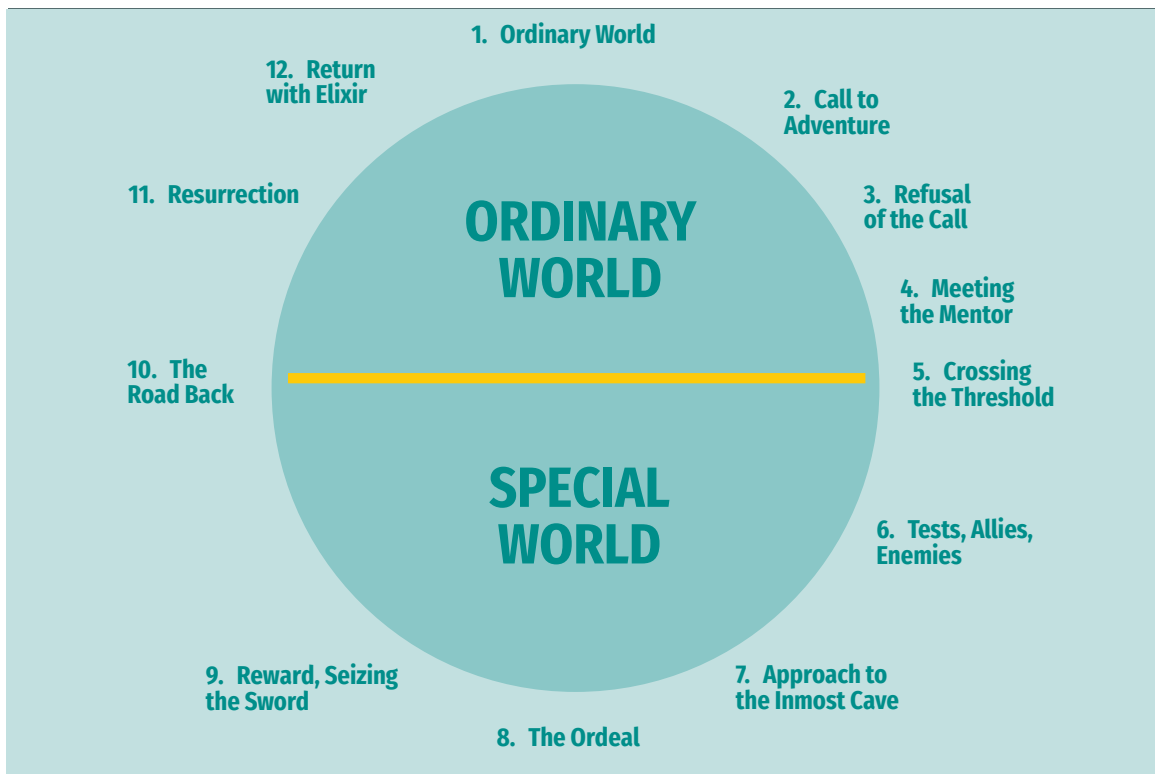 1. Ordinary World
2. Call to
Adventure
3. Refusal
of the Call
4. Meeting
the Mentor
5. Crossing
the Threshold
6. Tests, Allies,
Enemies
7. Approach to
the Inmost Cave
8. The Ordeal
9. Reward, Seizing
the Sword
10. The
Road Back
11. Resurrection
12. Return
with Elixir
ORDINARY
WORLD
SPECIAL
WORLD